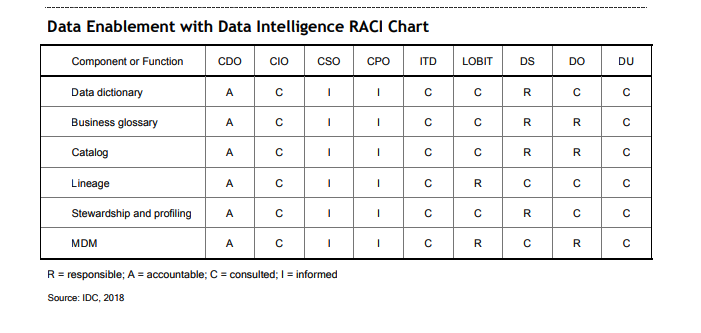 Data Enablement with Data Intelligence RACI Chart
Component or Function CDO CIO CSO CPO ITD LOBIT DS DO DU
Data dictionary A C I I C C R C C
Business glossary A C I I C C R R C
Catalog A C I I C C R R C
Lineage A C I I C R C C C
Stewardship and profiling A C I I C C R C C
MDM A C I I C R C R C
R = responsible; A = accountable; C = consulted; I = informed
Source: IDC, 2018